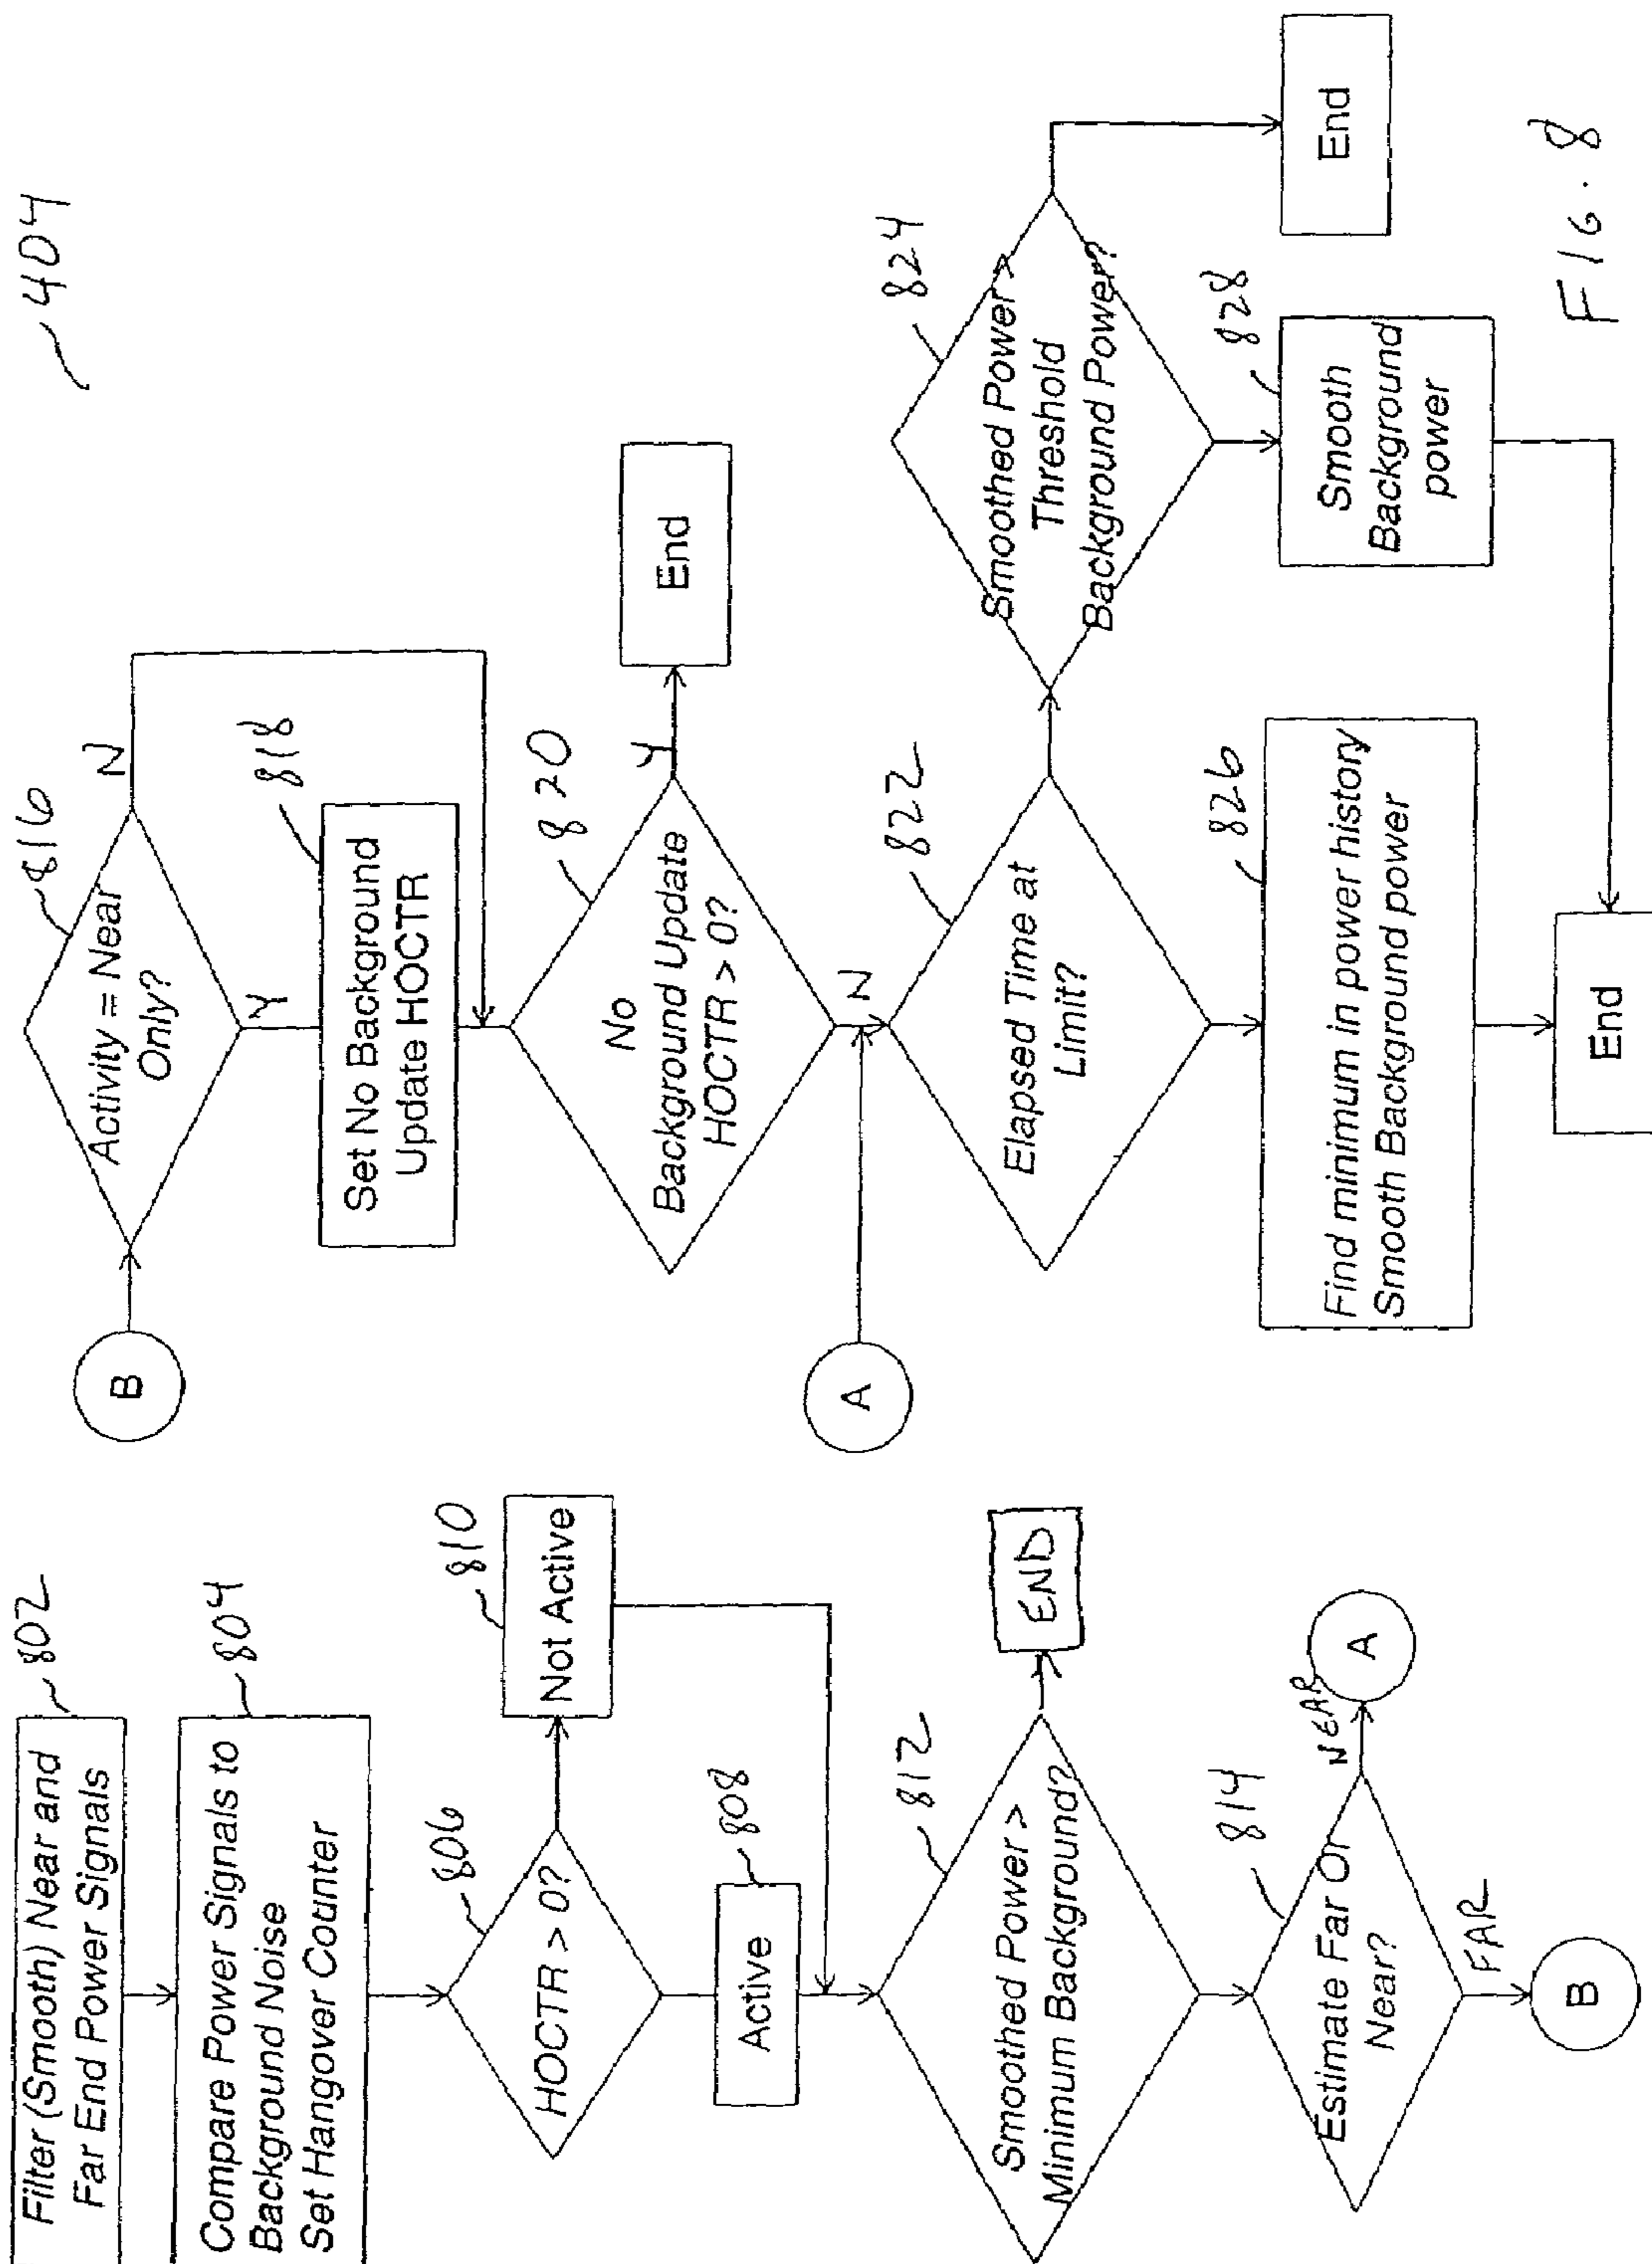 404
Filter (Smooth) Near and
Far End Power Signals
802
Compare Power Signals to
Background Noise
Set Hangover Counter
804
HOCTR > 0?
806
Not Active
810
Active
808
Smoothed Power >
Minimum Background?
812
END
Estimate Far Or
Near?
814
NEAR
A
FAR
B
B
Activity = Near
Only?
816
N
Y
Set No Background
Update HOCTR
818
No
Background Update
HOCTR > 0?
820
Y
End
N
A
Elapsed Time at
Limit?
822
Smoothed Power >
Threshold
Background Power?
824
End
Find minimum in power history
Smooth Background power
826
Smooth
Background
power
828
End
FIG. 8